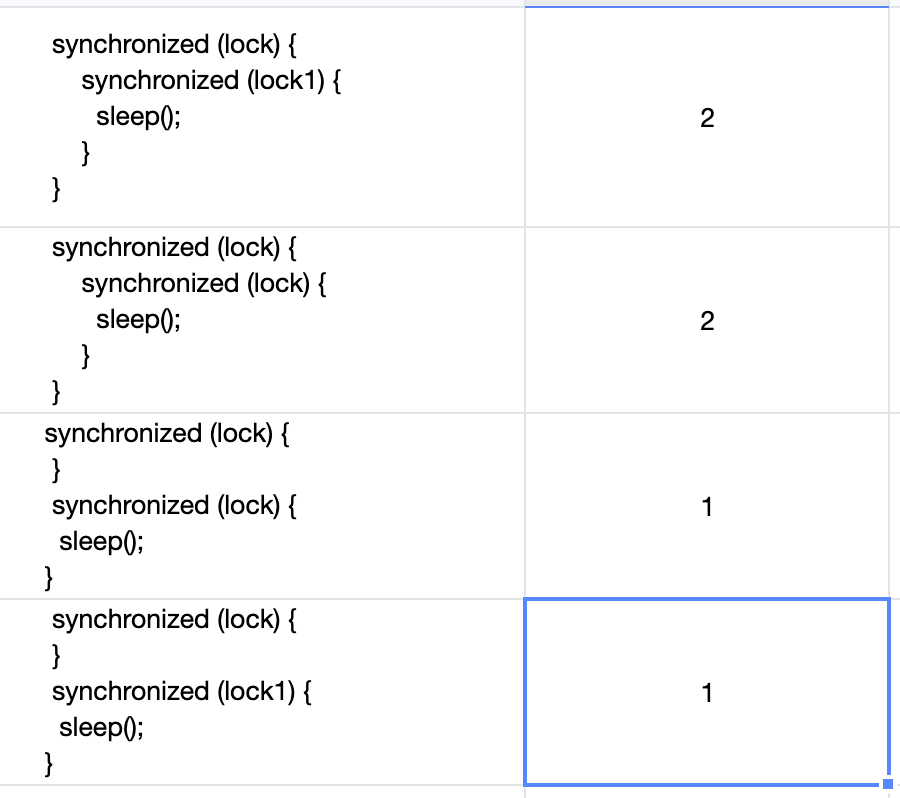 synchronized (lock) {
synchronized (lock1) {
sleep();
}
}
2
synchronized (lock) {
synchronized (lock) {
sleep();
}
}
2
synchronized (lock) {
}
synchronized (lock) {
sleep();
}
1
synchronized (lock) {
}
synchronized (lock1) {
sleep();
}
1